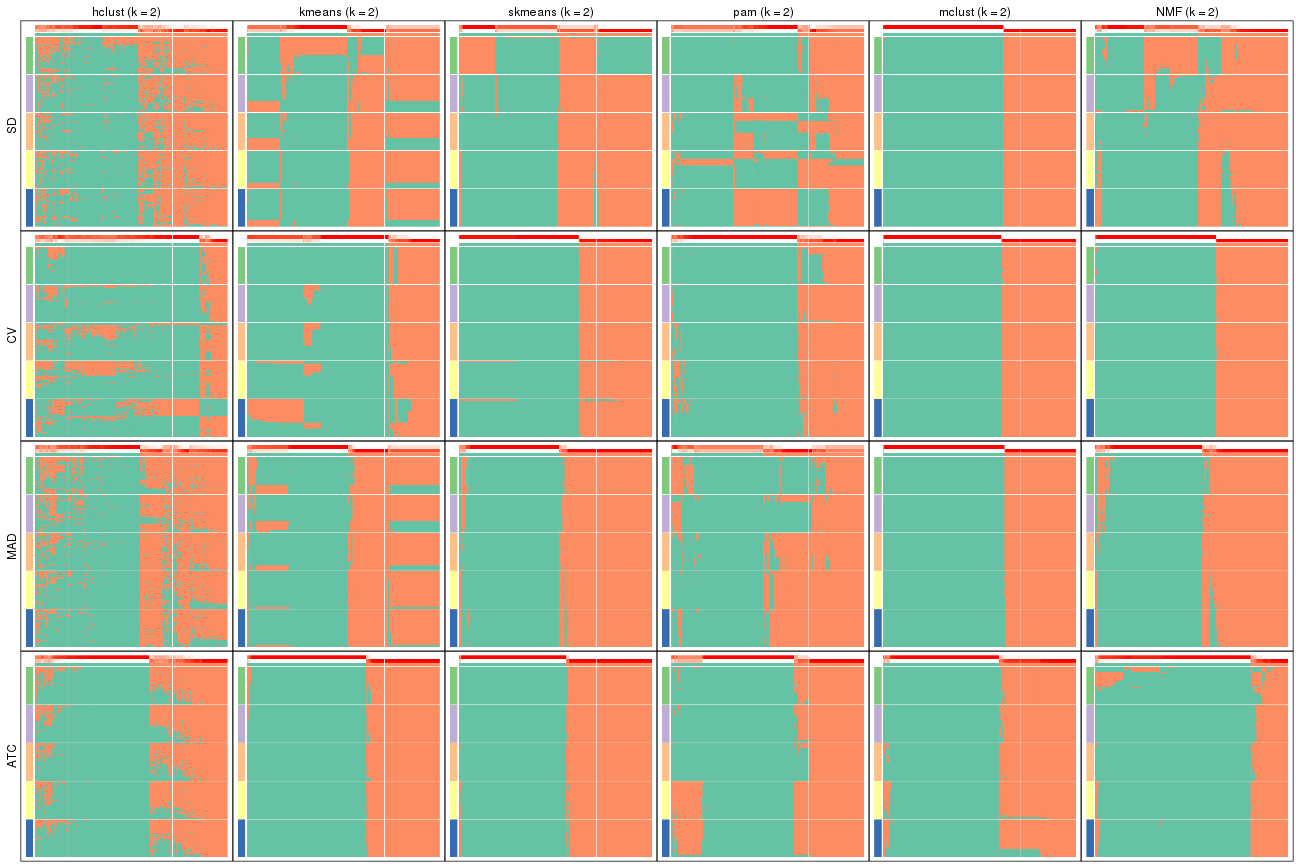 hclust (k = 2) kmeans (k = 2) skmeans (k = 2) pam (k = 2) mclust (k = 2) NMF (k = 2)
SD
CV
MAD
ATC